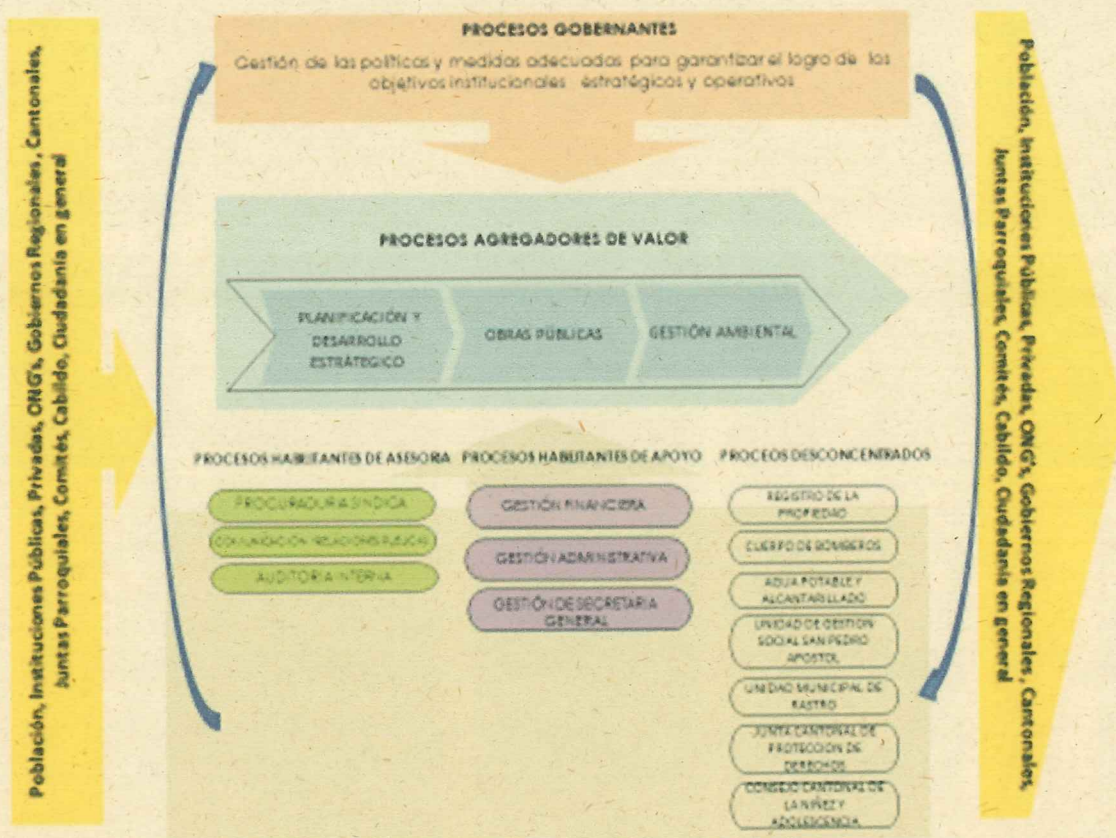 Población, Instituciones Públicas, Privadas, ONG's, Gobiernos Regionales, Cantonales,
Juntas Parroquiales, Comités, Cabildo, Ciudadanía en general
PROCESOS GOBERNANTES
Gestión de las políticas y medidas adecuadas para garantizar el logro de los
objetivos institucionales estratégicos y operativos
PROCESOS AGREGADORES DE VALOR
PLANIFICACIÓN Y
DESARROLLO
ESTRATÉGICO
OBRAS PÚBLICAS
GESTIÓN AMBIENTAL
PROCESOS HABILITANTES DE ASESORIA
PROCURADURIA SINDICA
COMUNICACIÓN Y RELACIONES PUBLICAS
AUDITORIA INTERNA
PROCESOS HABILITANTES DE APOYO
GESTIÓN FINANCIERA
GESTIÓN ADMINISTRATIVA
GESTIÓN DE SECRETARIA
GENERAL
PROCEOS DESCONCENTRADOS
REGISTRO DE LA
PROPIEDAD
CUERPO DE BOMBEROS
AGUA POTABLE Y
ALCANTARILLADO
UNIDAD DE GESTION
SOCIAL SAN PEDRO
APOSTOL
UNIDAD MUNICIPAL DE
RASTRO
JUNTA CANTONAL DE
PROTECCION DE
DERECHOS
CONSEJO CANTONAL DE
LA NIÑEZ Y
ADOLESCENCIA
Población, Instituciones Públicas, Privadas, ONG's, Gobiernos Regionales, Cantonales,
Juntas Parroquiales, Comités, Cabildo, Ciudadanía en general